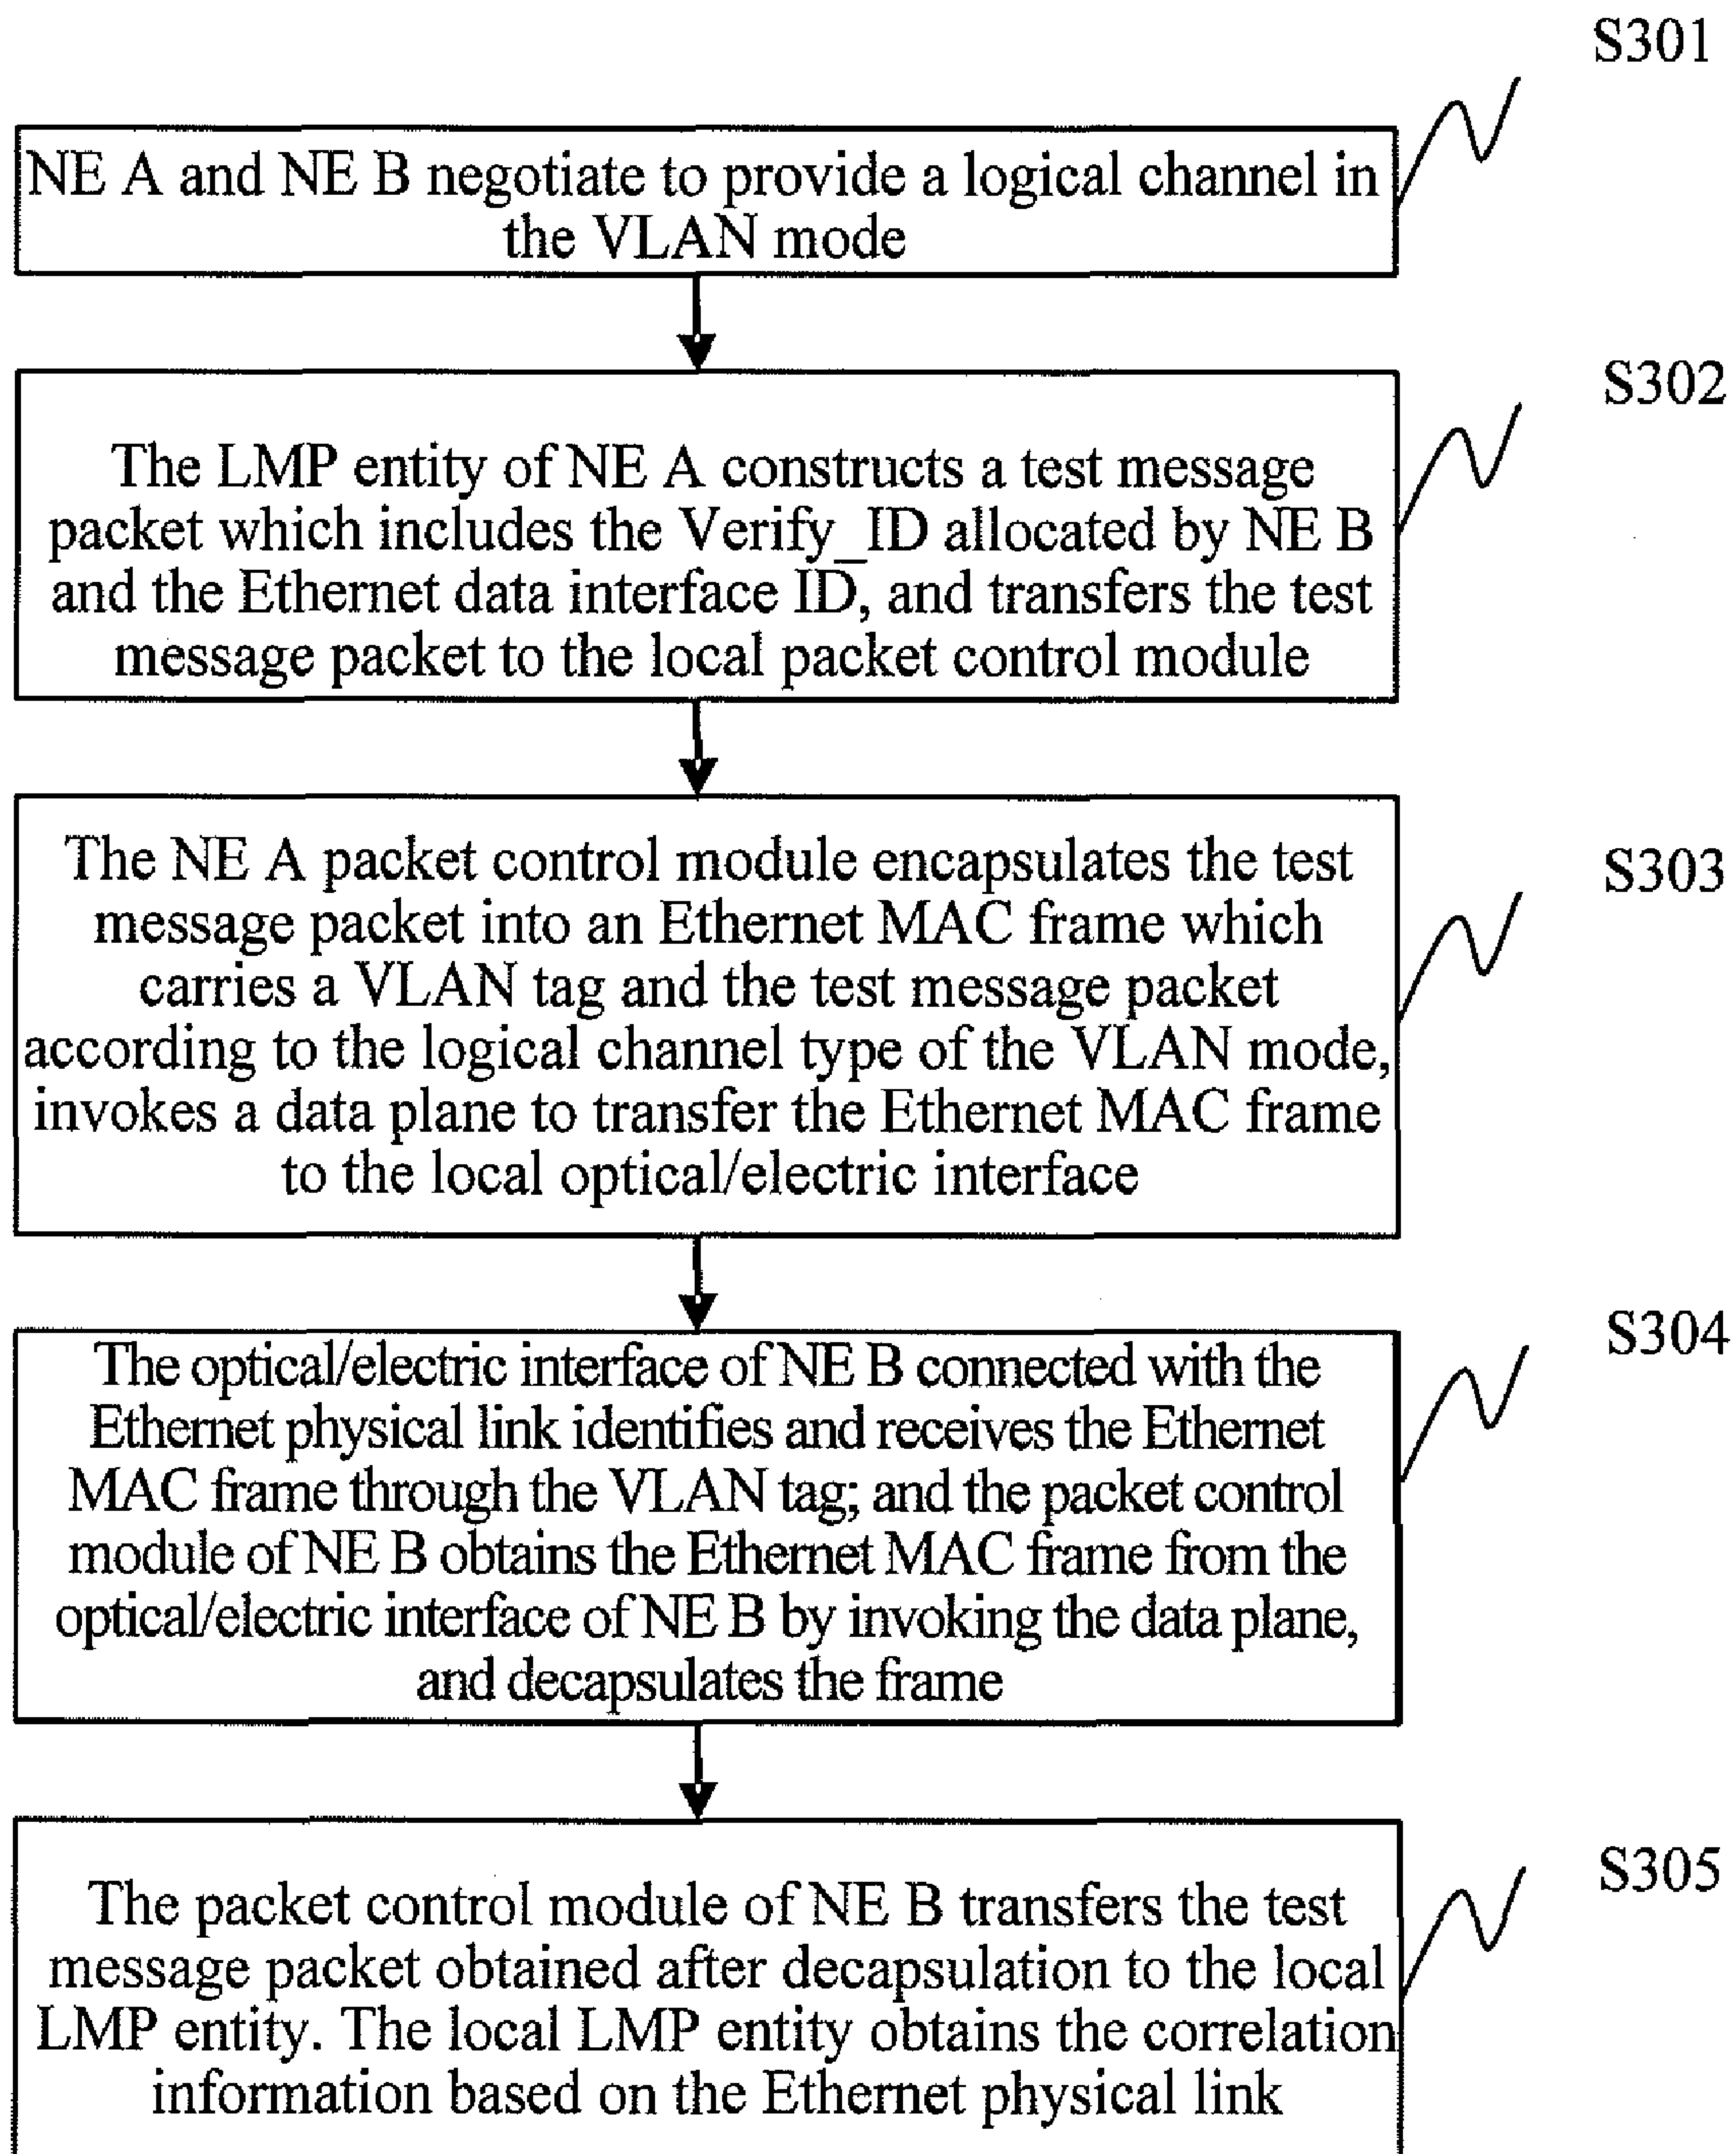 S301
NE A and NE B negotiate to provide a logical channel in
the VLAN mode
S302
The LMP entity of NE A constructs a test message
packet which includes the Verify_ID allocated by NE B
and the Ethernet data interface ID, and transfers the test
message packet to the local packet control module
S303
The NE A packet control module encapsulates the test
message packet into an Ethernet MAC frame which
carries a VLAN tag and the test message packet
according to the logical channel type of the VLAN mode,
invokes a data plane to transfer the Ethernet MAC frame
to the local optical/electric interface
S304
The optical/electric interface of NE B connected with the
Ethernet physical link identifies and receives the Ethernet
MAC frame through the VLAN tag; and the packet control
module of NE B obtains the Ethernet MAC frame from the
optical/electric interface of NE B by invoking the data plane,
and decapsulates the frame
S305
The packet control module of NE B transfers the test
message packet obtained after decapsulation to the local
LMP entity. The local LMP entity obtains the correlation
information based on the Ethernet physical link